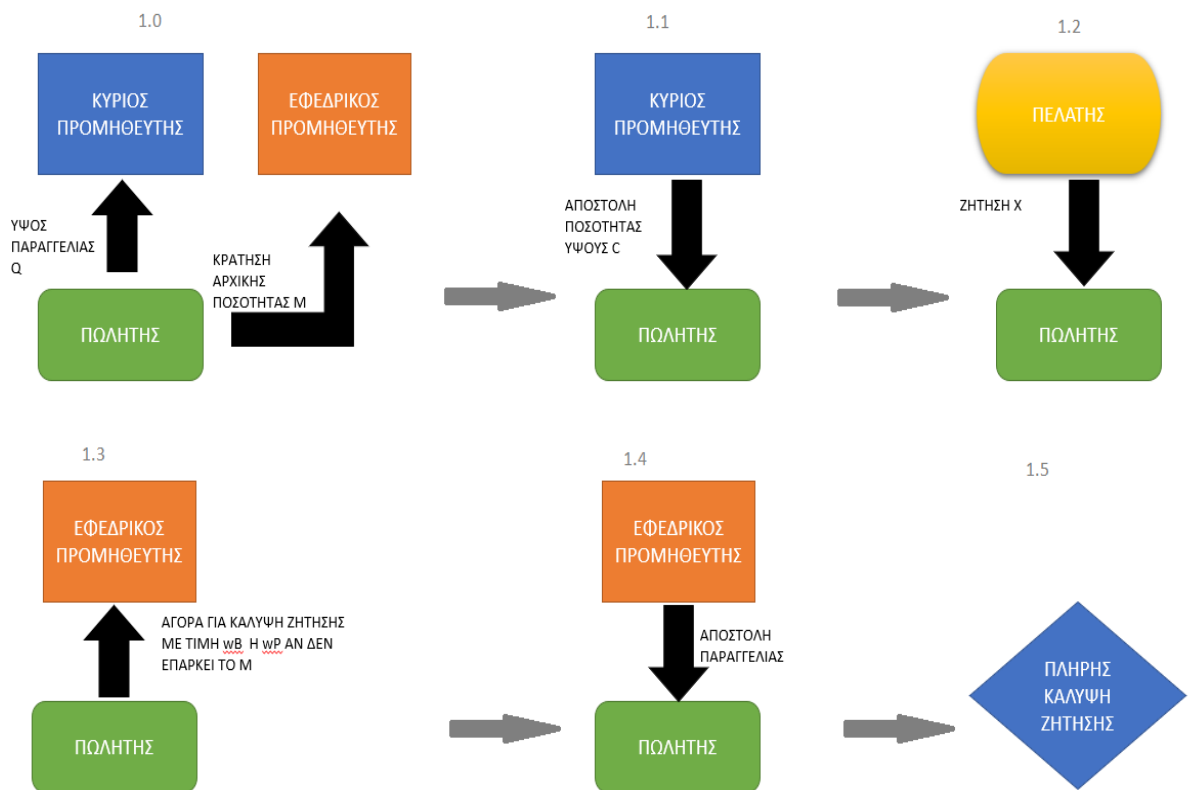 1.0
ΚΥΡΙΟΣ
ΠΡΟΜΗΘΕΥΤΗΣ
ΕΦΕΔΡΙΚΟΣ
ΠΡΟΜΗΘΕΥΤΗΣ
ΥΨΟΣ
ΠΑΡΑΓΓΕΛΙΑΣ
Q
ΚΡΑΤΗΣΗ
ΑΡΧΙΚΗΣ
ΠΟΣΟΤΗΤΑΣ Μ
ΠΩΛΗΤΗΣ
1.1
ΚΥΡΙΟΣ
ΠΡΟΜΗΘΕΥΤΗΣ
ΑΠΟΣΤΟΛΗ
ΠΟΣΟΤΗΤΑΣ
ΥΨΟΥΣ C
ΠΩΛΗΤΗΣ
1.2
ΠΕΛΑΤΗΣ
ΖΗΤΗΣΗ Χ
ΠΩΛΗΤΗΣ
1.3
ΕΦΕΔΡΙΚΟΣ
ΠΡΟΜΗΘΕΥΤΗΣ
ΑΓΟΡΑ ΓΙΑ ΚΑΛΥΨΗ ΖΗΤΗΣΗΣ
ΜΕ ΤΙΜΗ wB Η wP ΑΝ ΔΕΝ
ΕΠΑΡΚΕΙ ΤΟ Μ
ΠΩΛΗΤΗΣ
1.4
ΕΦΕΔΡΙΚΟΣ
ΠΡΟΜΗΘΕΥΤΗΣ
ΑΠΟΣΤΟΛΗ
ΠΑΡΑΓΓΕΛΙΑΣ
ΠΩΛΗΤΗΣ
1.5
ΠΛΗΡΗΣ
ΚΑΛΥΨΗ
ΖΗΤΗΣΗΣ